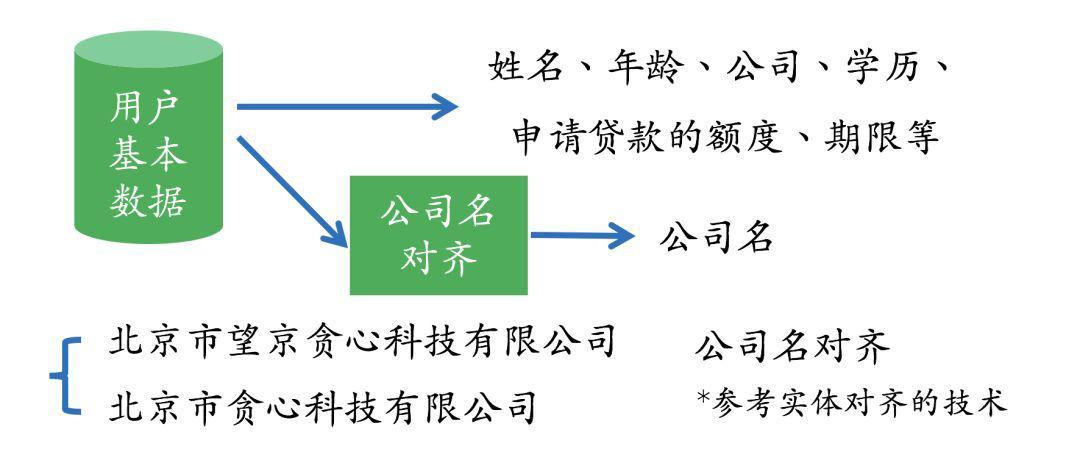 用户
基本
数据
姓名、年龄、公司、学历、
申请贷款的额度、期限等
公司名
对齐
公司名
北京市望京贪心科技有限公司
北京市贪心科技有限公司
公司名对齐
*参考实体对齐的技术